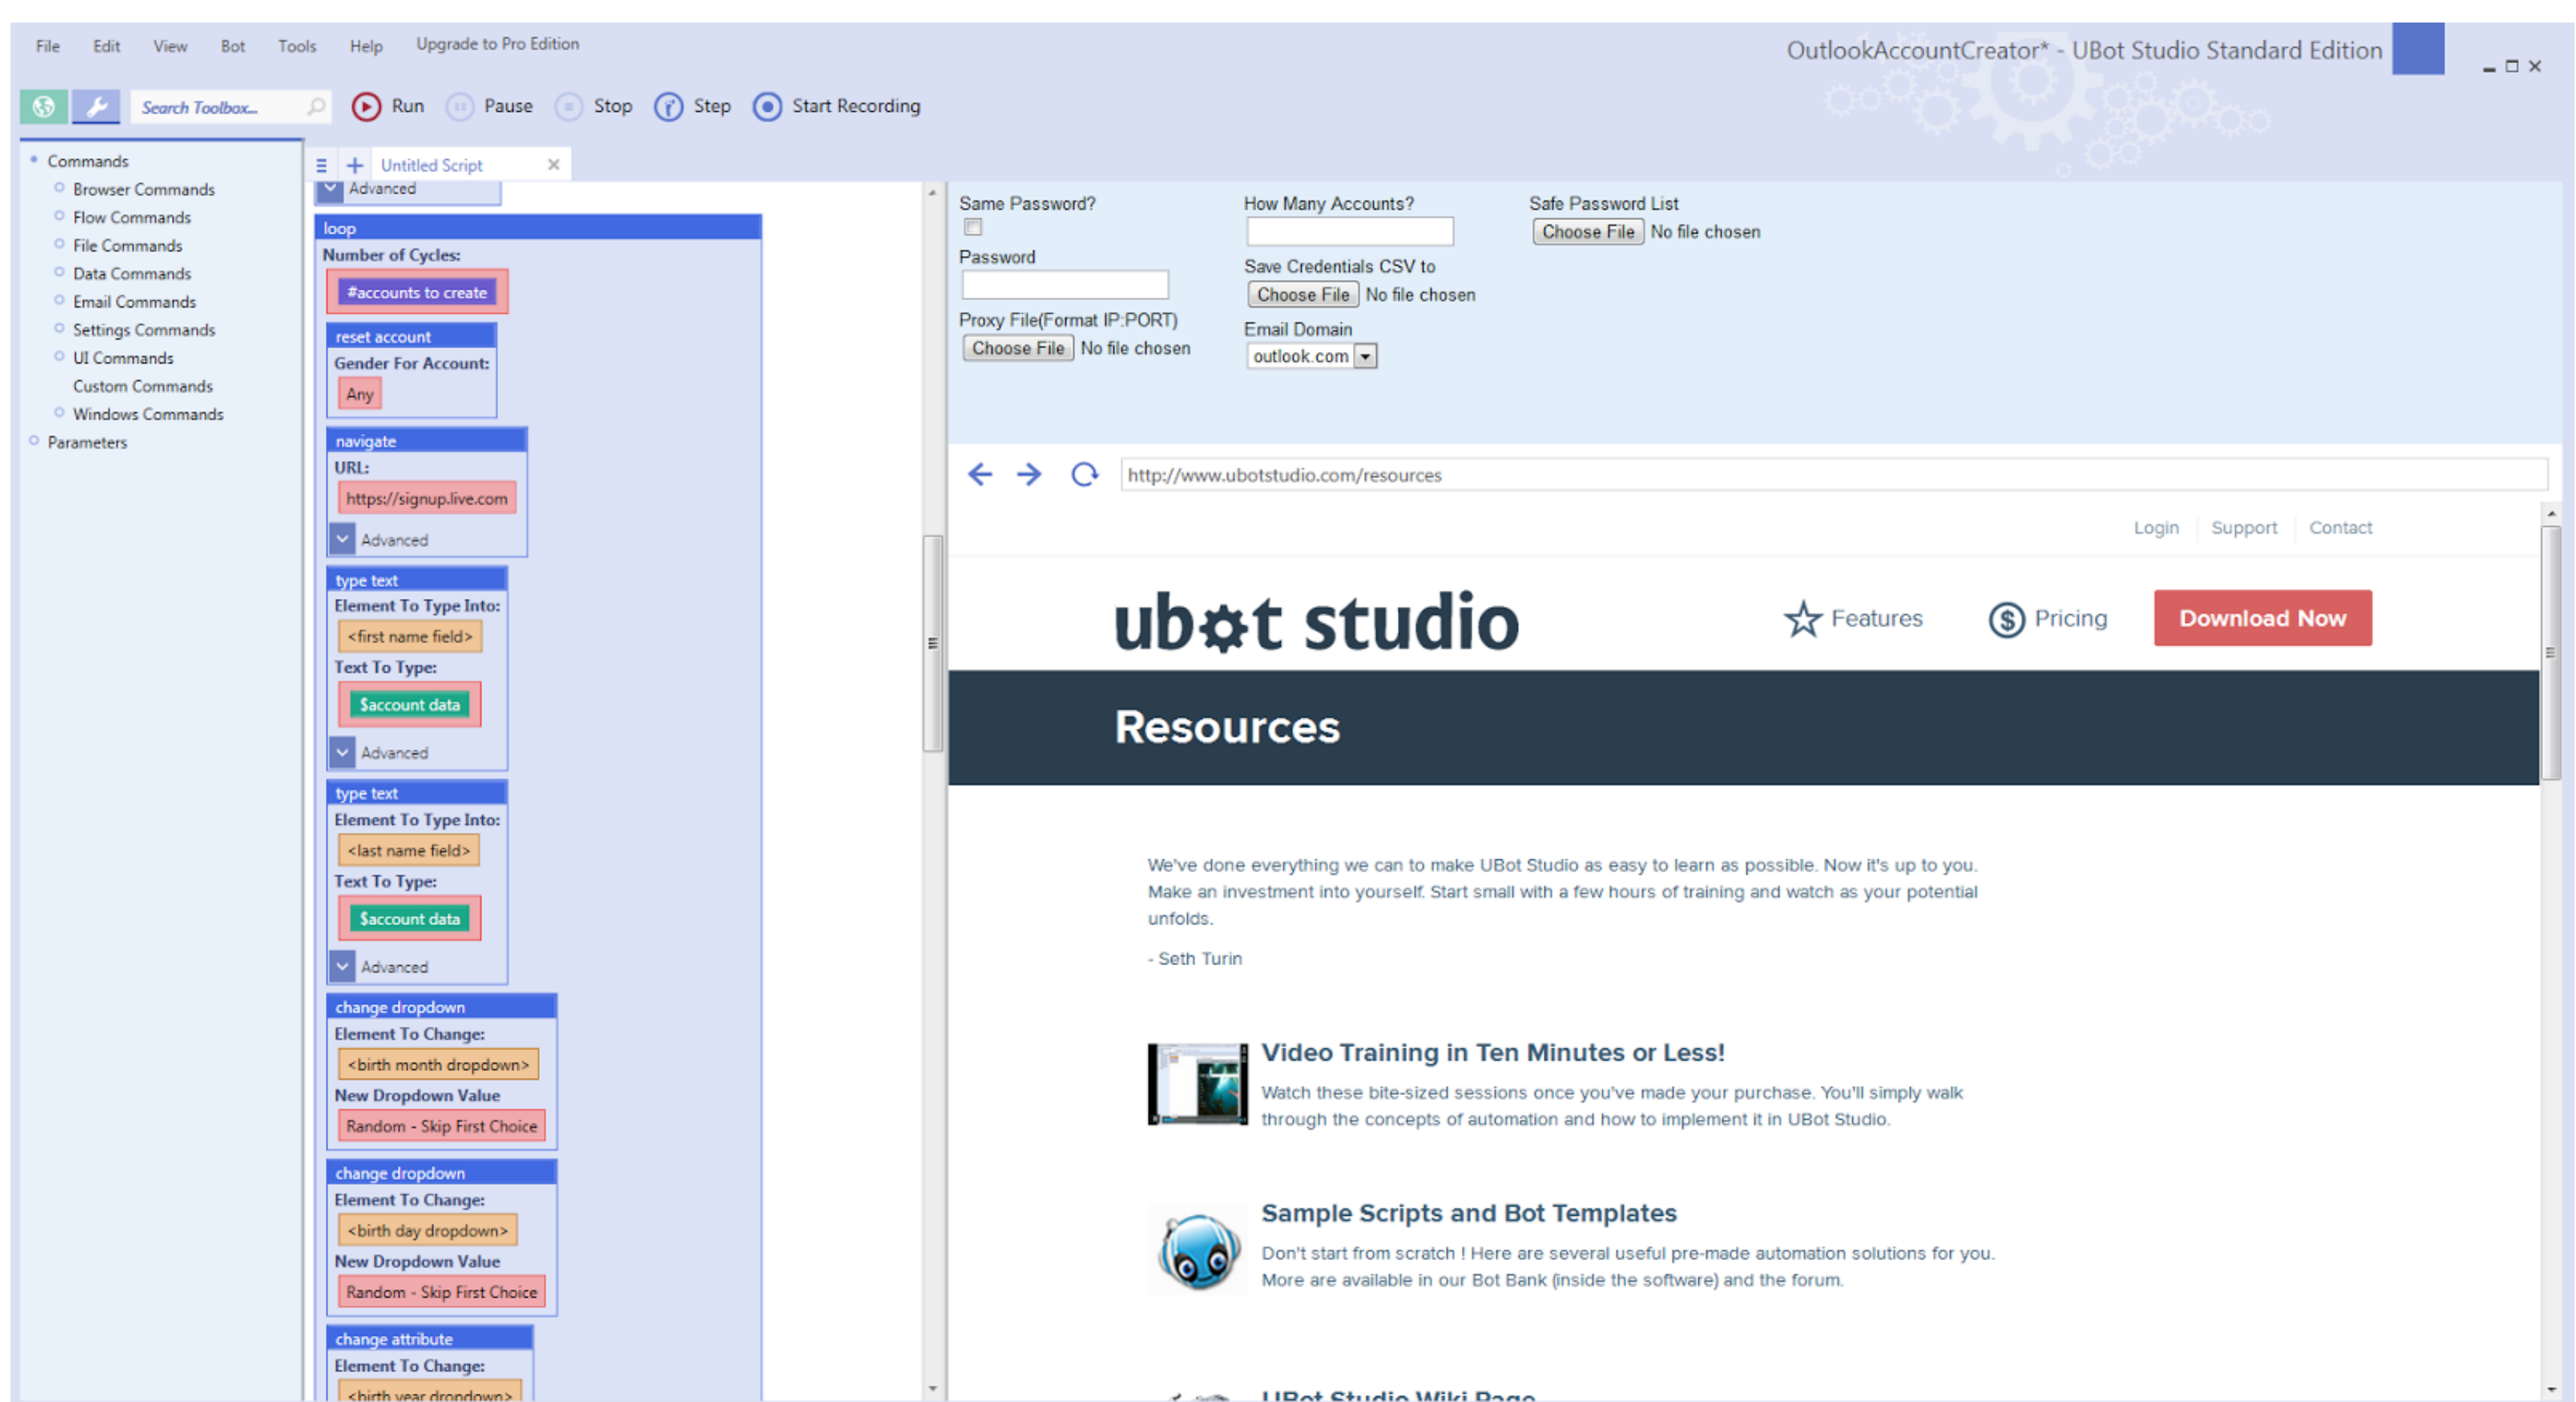 File Edit View Bot Tools Help Upgrade to Pro Edition
OutlookAccountCreator* - UBot Studio Standard Edition
Search Toolbox... Run Pause Stop Step Start Recording
Commands
Browser Commands
Flow Commands
File Commands
Data Commands
Email Commands
Settings Commands
UI Commands
Custom Commands
Windows Commands
Parameters
Untitled Script
Advanced
loop
Number of Cycles:
#accounts to create
reset account
Gender For Account:
Any
navigate
URL:
https://signup.live.com
Advanced
type text
Element To Type Into:
<first name field>
Text To Type:
$account data
Advanced
type text
Element To Type Into:
<last name field>
Text To Type:
$account data
Advanced
change dropdown
Element To Change:
<birth month dropdown>
New Dropdown Value
Random - Skip First Choice
change dropdown
Element To Change:
<birth day dropdown>
New Dropdown Value
Random - Skip First Choice
change attribute
Element To Change:
<birth year dropdown>
Same Password?
Password
Proxy File(Format IP:PORT)
Choose File No file chosen
How Many Accounts?
Save Credentials CSV to
Choose File No file chosen
Email Domain
outlook.com
Safe Password List
Choose File No file chosen
http://www.ubotstudio.com/resources
Login Support Contact
ubot studio
Features Pricing Download Now
Resources
We've done everything we can to make UBot Studio as easy to learn as possible. Now it's up to you.
Make an investment into yourself. Start small with a few hours of training and watch as your potential
unfolds.
- Seth Turin
Video Training in Ten Minutes or Less!
Watch these bite-sized sessions once you've made your purchase. You'll simply walk
through the concepts of automation and how to implement it in UBot Studio.
Sample Scripts and Bot Templates
Don't start from scratch ! Here are several useful pre-made automation solutions for you.
More are available in our Bot Bank (inside the software) and the forum.
UBot Studio Wiki Page